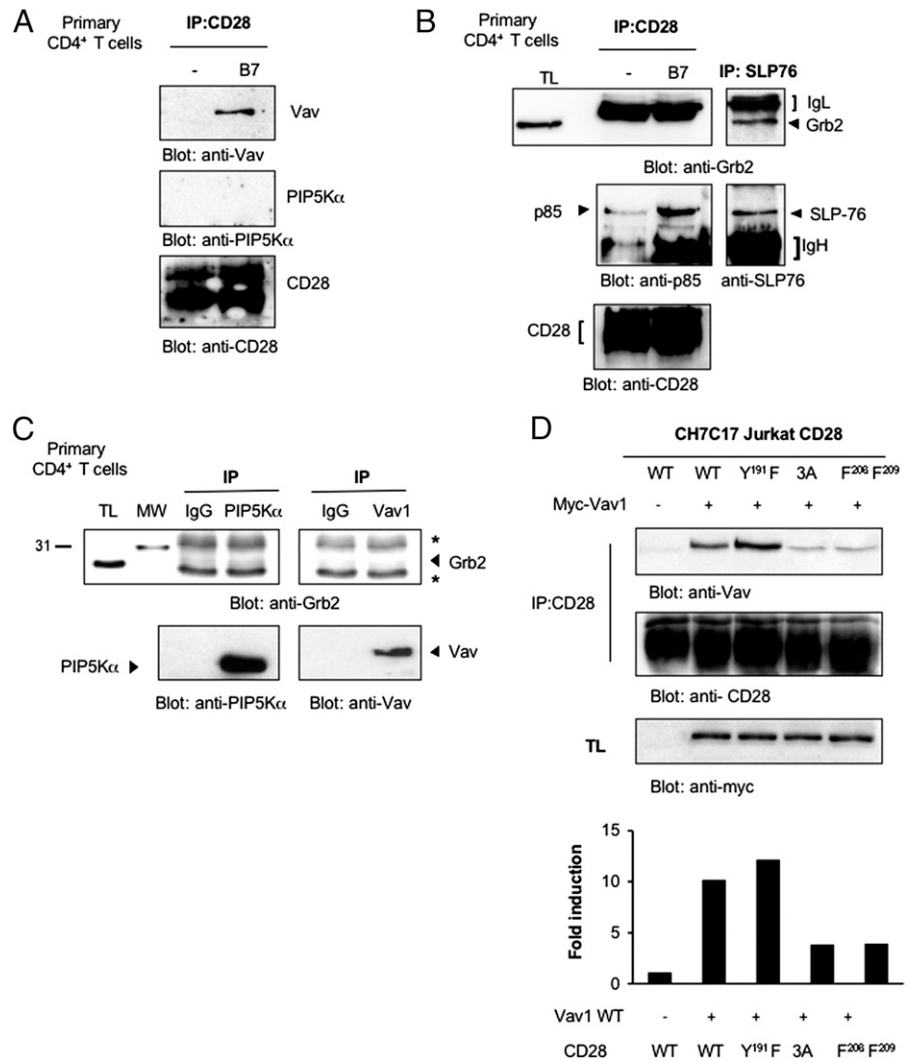 A
Primary
CD4⁺ T cells
IP:CD28
- B7
Vav
Blot: anti-Vav
PIP5Kα
Blot: anti-PIP5Kα
CD28
Blot: anti-CD28
B
Primary
CD4⁺ T cells
IP:CD28
TL - B7 IP: SLP76
IgL
Grb2
Blot: anti-Grb2
p85
SLP-76
IgH
Blot: anti-p85 anti-SLP76
CD28
Blot: anti-CD28
C
Primary
CD4⁺ T cells
IP IP
TL MW IgG PIP5Kα IgG Vav1
31
*
Grb2
*
Blot: anti-Grb2
PIP5Kα
Vav
Blot: anti-PIP5Kα Blot: anti-Vav
D
CH7C17 Jurkat CD28
WT WT Y¹⁹¹F 3A F²⁰⁸ F²⁰⁹
Myc-Vav1 - + + + +
IP:CD28
Blot: anti-Vav
Blot: anti- CD28
TL
Blot: anti-myc
Fold induction
15
10
5
0
Vav1 WT - + + + +
CD28 WT WT Y¹⁹¹F 3A F²⁰⁸ F²⁰⁹